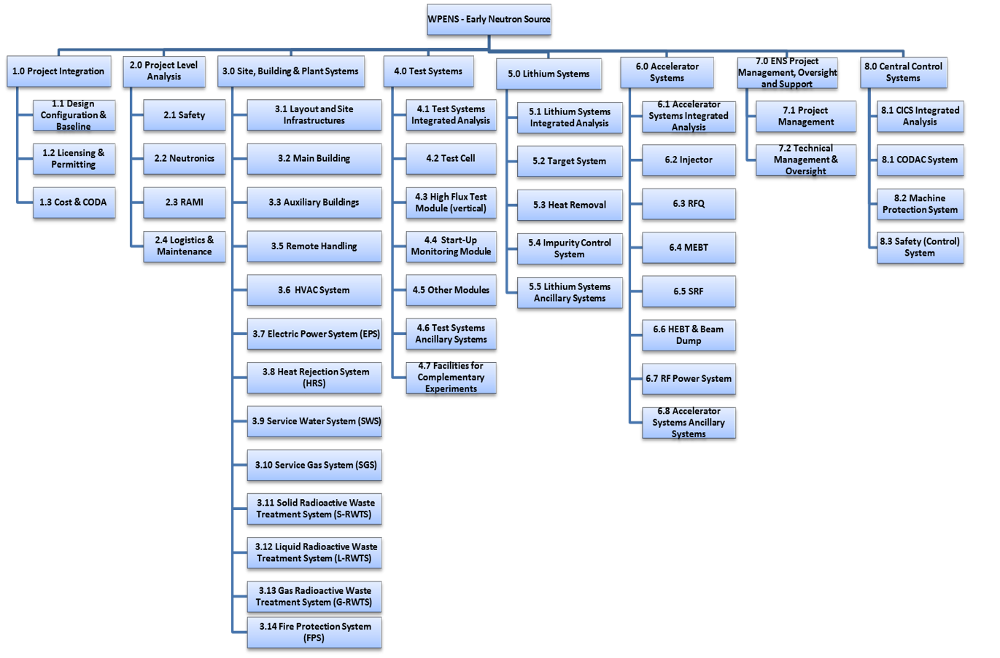 WPENS - Early Neutron Source
1.0 Project Integration
1.1 Design
Configuration &
Baseline
1.2 Licensing &
Permitting
1.3 Cost & CODA
2.0 Project Level
Analysis
2.1 Safety
2.2 Neutronics
2.3 RAMI
2.4 Logistics &
Maintenance
3.0 Site, Building & Plant Systems
3.1 Layout and Site
Infrastructures
3.2 Main Building
3.3 Auxiliary Buildings
3.5 Remote Handling
3.6 HVAC System
3.7 Electric Power System (EPS)
3.8 Heat Rejection System
(HRS)
3.9 Service Water System (SWS)
3.10 Service Gas System (SGS)
3.11 Solid Radioactive Waste
Treatment System (S-RWTS)
3.12 Liquid Radioactive Waste
Treatment System (L-RWTS)
3.13 Gas Radioactive Waste
Treatment System (G-RWTS)
3.14 Fire Protection System
(FPS)
4.0 Test Systems
4.1 Test Systems
Integrated Analysis
4.2 Test Cell
4.3 High Flux Test
Module (vertical)
4.4 Start-Up
Monitoring Module
4.5 Other Modules
4.6 Test Systems
Ancillary Systems
4.7 Facilities for
Complementary
Experiments
5.0 Lithium Systems
5.1 Lithium Systems
Integrated Analysis
5.2 Target System
5.3 Heat Removal
5.4 Impurity Control
System
5.5 Lithium Systems
Ancillary Systems
6.0 Accelerator
Systems
6.1 Accelerator
Systems Integrated
Analysis
6.2 Injector
6.3 RFQ
6.4 MEBT
6.5 SRF
6.6 HEBT & Beam
Dump
6.7 RF Power System
6.8 Accelerator
Systems Ancillary
Systems
7.0 ENS Project
Management, Oversight
and Support
7.1 Project
Management
7.2 Technical
Management &
Oversight
8.0 Central Control
Systems
8.1 CICS Integrated
Analysis
8.1 CODAC System
8.2 Machine
Protection System
8.3 Safety (Control)
System